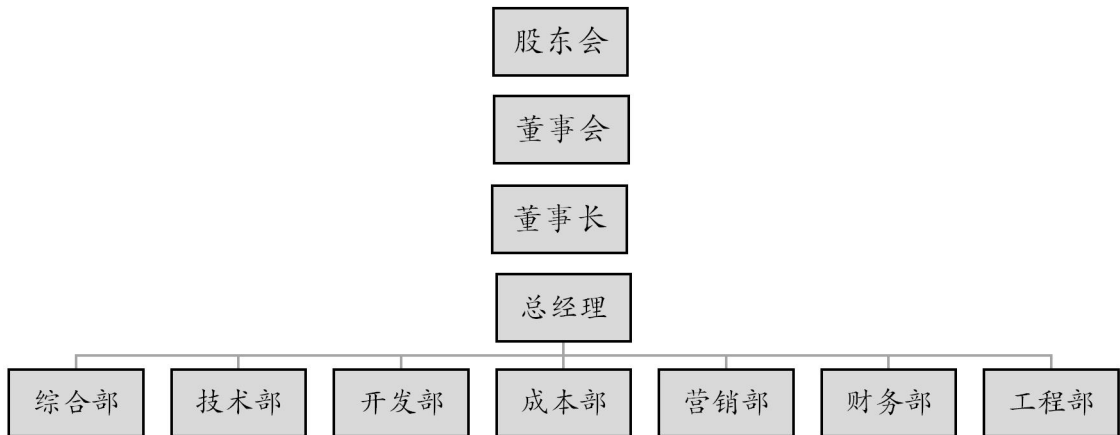 股东会
董事会
董事长
总经理
综合部
技术部
开发部
成本部
营销部
财务部
工程部